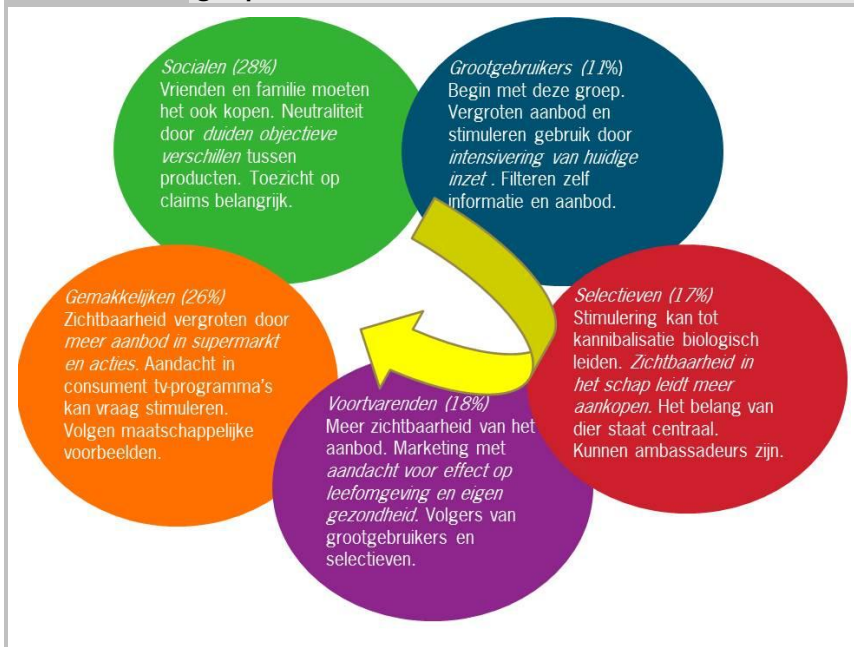 Socialen (28%)
Vrienden en familie moeten
het ook kopen. Neutraliteit
door duiden objectieve
verschillen tussen
producten. Toezicht op
claims belangrijk.
Grootgebruikers (11%)
Begin met deze groep.
Vergroten aanbod en
stimuleren gebruik door
intensivering van huidige
inzet . Filteren zelf
informatie en aanbod.
Gemakkelijken (26%)
Zichtbaarheid vergroten door
meer aanbod in supermarkt
en acties. Aandacht in
consument tv-programma's
kan vraag stimuleren.
Volgen maatschappelijke
voorbeelden.
Selectieven (17%)
Stimulering kan tot
kannibalisatie biologisch
leiden. Zichtbaarheid in
het schap leidt meer
aankopen. Het belang van
dier staat centraal.
Kunnen ambassadeurs zijn.
Voortvarenden (18%)
Meer zichtbaarheid van het
aanbod. Marketing met
aandacht voor effect op
leefomgeving en eigen
gezondheid. Volgers van
grootgebruikers en
selectieven.